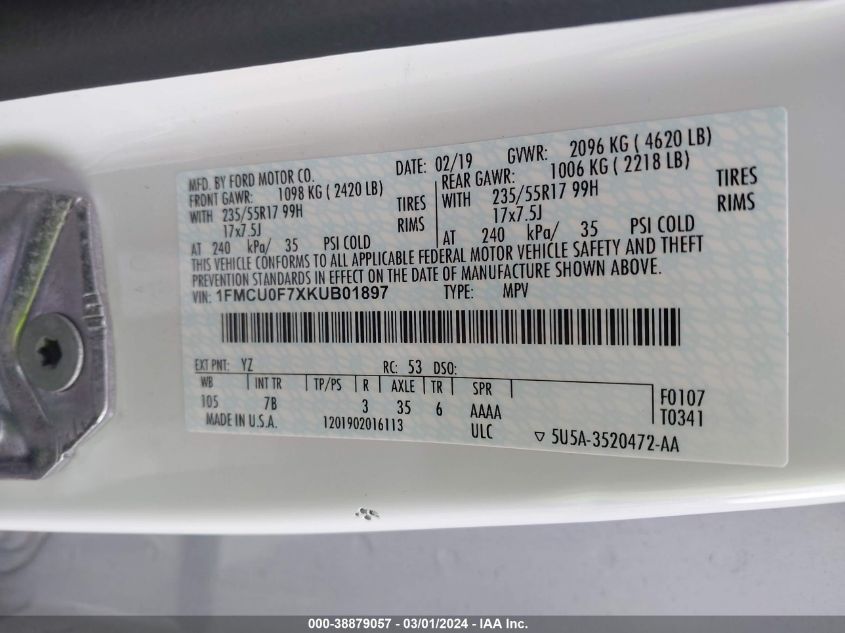 MFD. BY FORD MOTOR CO. DATE: 02/19 GVWR: 2096 KG ( 4620 LB)
FRONT GAWR: 1098 KG ( 2420 LB) REAR GAWR: 1006 KG ( 2218 LB)
WITH 235/55R17 99H TIRES WITH 235/55R17 99H TIRES
17x7.5J RIMS 17x7.5J RIMS
AT 240 kPa/ 35 PSI COLD AT 240 kPa/ 35 PSI COLD
THIS VEHICLE CONFORMS TO ALL APPLICABLE FEDERAL MOTOR VEHICLE SAFETY AND THEFT
PREVENTION STANDARDS IN EFFECT ON THE DATE OF MANUFACTURE SHOWN ABOVE.
VIN: 1FMCU0F7XKUB01897 TYPE: MPV
EXT PNT: YZ RC: 53 DSO:
WB INT TR TP/PS R AXLE TR SPR F0107
105 7B 3 35 6 AAAA T0341
MADE IN U.S.A. 1201902016113 ULC ▽ 5U5A-3520472-AA
000-38879057 - 03/01/2024 - IAA Inc.